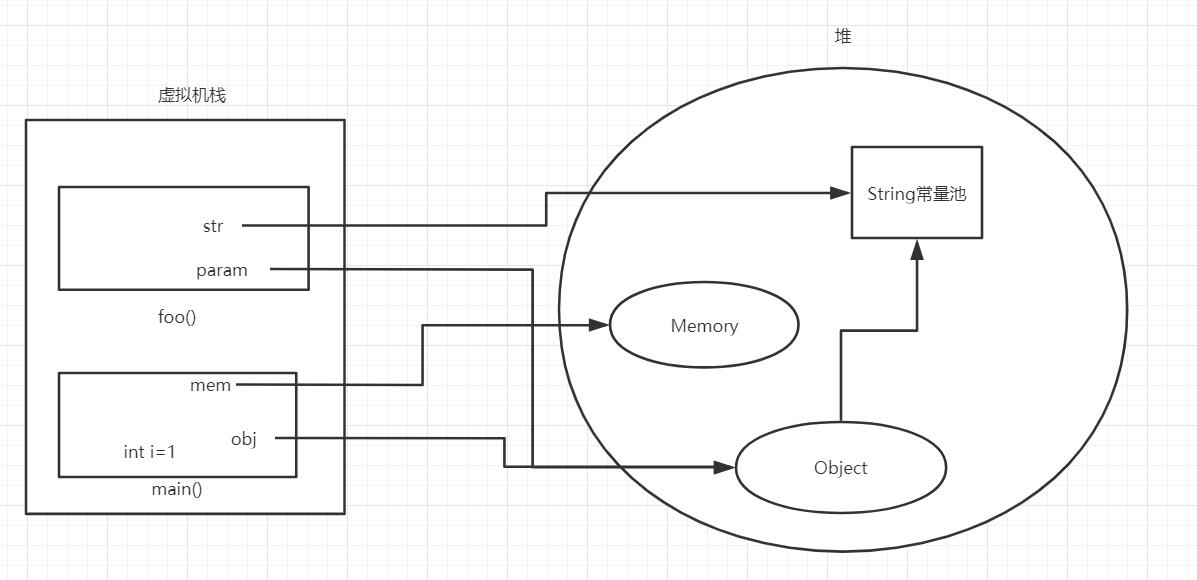 堆
虚拟机栈
str
String常量池
param
foo()
Memory
mem
obj
int i=1
Object
main()